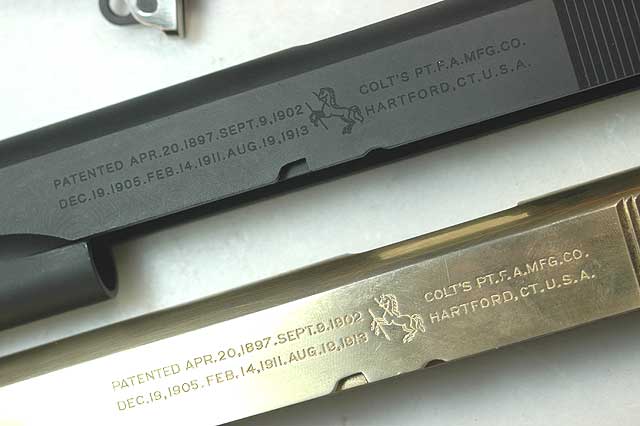 PATENTED APR.20.1897.SEPT.9.1902
DEC.19.1905.FEB.14.1911.AUG.19.1913
COLT'S PT.F.A.MFG.CO.
HARTFORD,CT.U.S.A.
PATENTED APR.20,1897.SEPT.9.1902
DEC.19,1905.FEB.14,1911.AUG.19,1913
COLT'S PT.F.A.MFG.CO.
HARTFORD,CT.U.S.A.